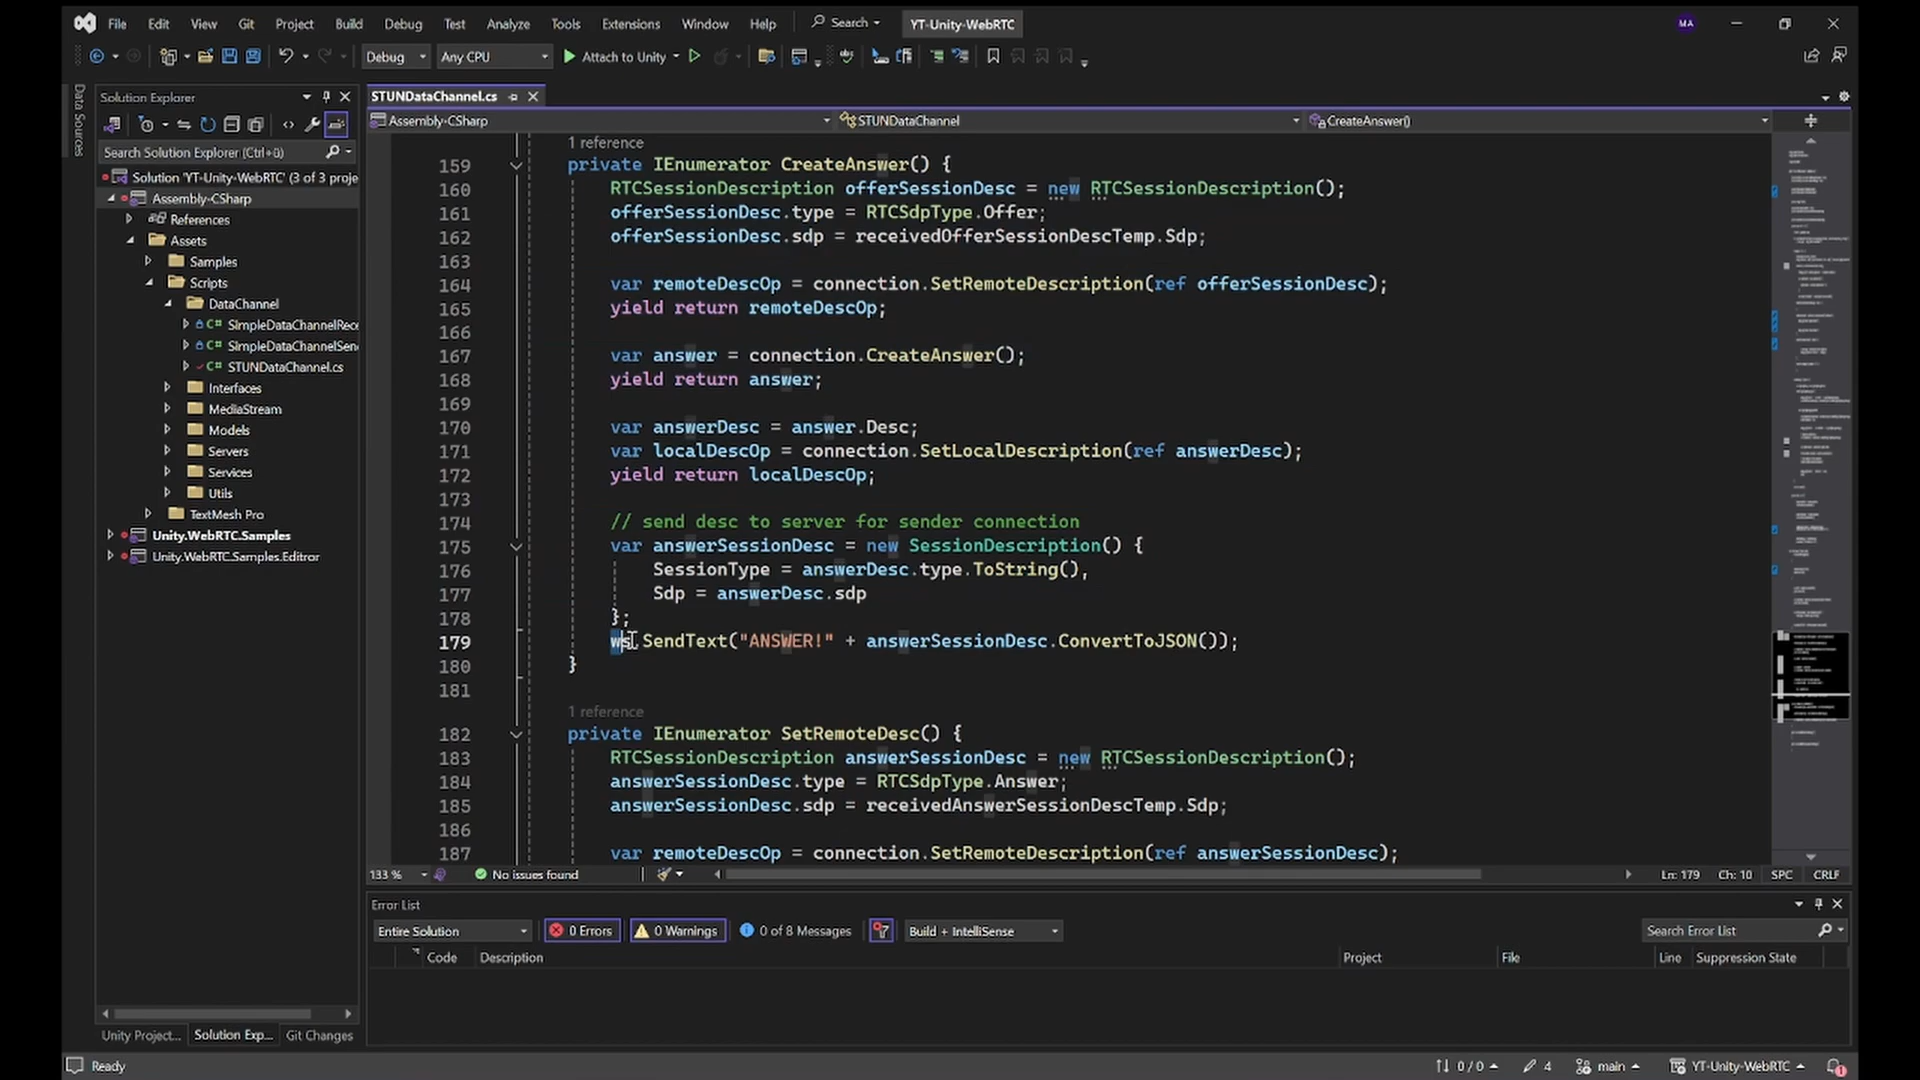 File Edit View Git Project Build Debug Test Analyze Tools Extensions Window Help Search YT-Unity-WebRTC MA
Debug Any CPU Attach to Unity
Data Sources
Solution Explorer
STUNDataChannel.cs
Assembly-CSharp STUNDataChannel CreateAnswer()
Search Solution Explorer (Ctrl+ü)
Solution 'YT-Unity-WebRTC' (3 of 3 proje
Assembly-CSharp
References
Assets
Samples
Scripts
DataChannel
SImpleDataChannelRece
SImpleDataChannelSen
STUNDataChannel.cs
Interfaces
MediaStream
Models
Servers
Services
Utils
TextMesh Pro
Unity.WebRTC.Samples
Unity.WebRTC.Samples.Editror
1 reference
159 private IEnumerator CreateAnswer() {
160 RTCSessionDescription offerSessionDesc = new RTCSessionDescription();
161 offerSessionDesc.type = RTCSdpType.Offer;
162 offerSessionDesc.sdp = receivedOfferSessionDescTemp.Sdp;
163
164 var remoteDescOp = connection.SetRemoteDescription(ref offerSessionDesc);
165 yield return remoteDescOp;
166
167 var answer = connection.CreateAnswer();
168 yield return answer;
169
170 var answerDesc = answer.Desc;
171 var localDescOp = connection.SetLocalDescription(ref answerDesc);
172 yield return localDescOp;
173
174 // send desc to server for sender connection
175 var answerSessionDesc = new SessionDescription() {
176 SessionType = answerDesc.type.ToString(),
177 Sdp = answerDesc.sdp
178 };
179 ws.SendText("ANSWER!" + answerSessionDesc.ConvertToJSON());
180 }
181
1 reference
182 private IEnumerator SetRemoteDesc() {
183 RTCSessionDescription answerSessionDesc = new RTCSessionDescription();
184 answerSessionDesc.type = RTCSdpType.Answer;
185 answerSessionDesc.sdp = receivedAnswerSessionDescTemp.Sdp;
186
187 var remoteDescOp = connection.SetRemoteDescription(ref answerSessionDesc);
133 % No issues found Ln: 179 Ch: 10 SPC CRLF
Error List
Entire Solution 0 Errors 0 Warnings 0 of 8 Messages Build + IntelliSense Search Error List
Code Description Project File Line Suppression State
Unity Project... Solution Exp... Git Changes
Ready 0 / 0 4 main YT-Unity-WebRTC 1